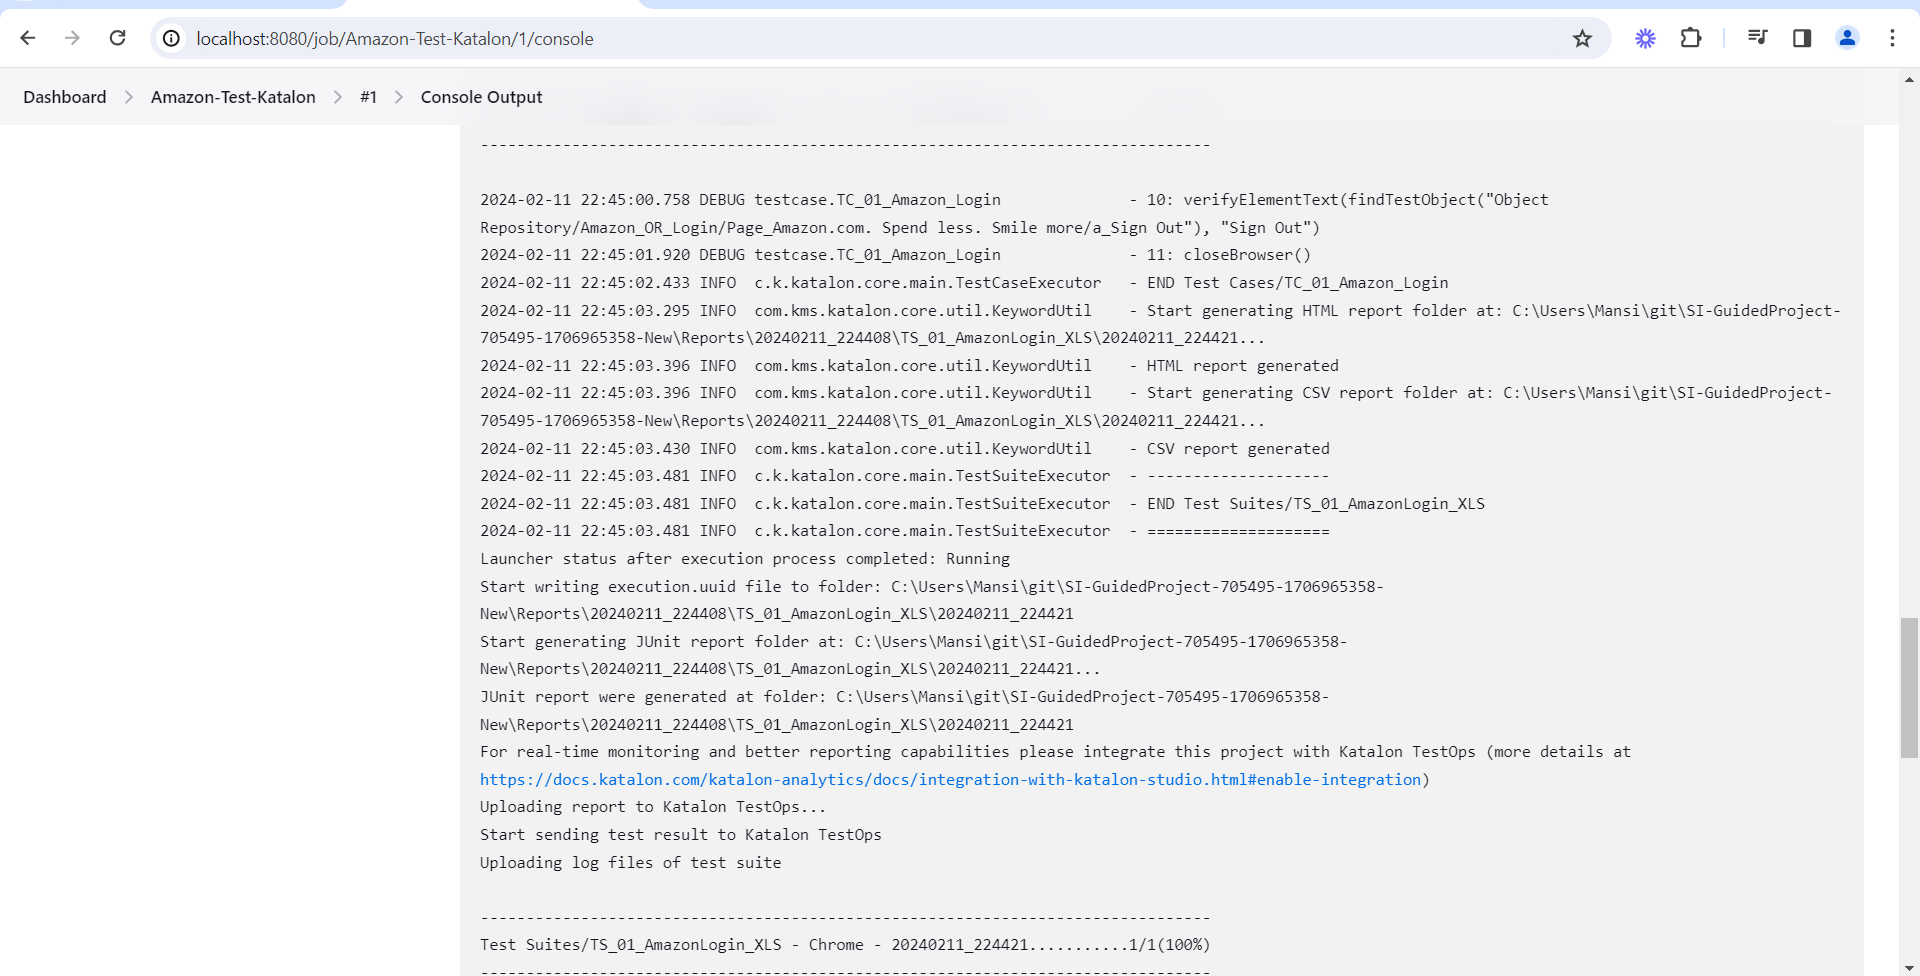 localhost:8080/job/Amazon-Test-Katalon/1/console
Dashboard > Amazon-Test-Katalon > #1 > Console Output
--------------------------------------------------------------------------------
2024-02-11 22:45:00.758 DEBUG testcase.TC_01_Amazon_Login              - 10: verifyElementText(findTestObject("Object
Repository/Amazon_OR_Login/Page_Amazon.com. Spend less. Smile more/a_Sign Out"), "Sign Out")
2024-02-11 22:45:01.920 DEBUG testcase.TC_01_Amazon_Login              - 11: closeBrowser()
2024-02-11 22:45:02.433 INFO  c.k.katalon.core.main.TestCaseExecutor   - END Test Cases/TC_01_Amazon_Login
2024-02-11 22:45:03.295 INFO  com.kms.katalon.core.util.KeywordUtil    - Start generating HTML report folder at: C:\Users\Mansi\git\SI-GuidedProject-
705495-1706965358-New\Reports\20240211_224408\TS_01_AmazonLogin_XLS\20240211_224421...
2024-02-11 22:45:03.396 INFO  com.kms.katalon.core.util.KeywordUtil    - HTML report generated
2024-02-11 22:45:03.396 INFO  com.kms.katalon.core.util.KeywordUtil    - Start generating CSV report folder at: C:\Users\Mansi\git\SI-GuidedProject-
705495-1706965358-New\Reports\20240211_224408\TS_01_AmazonLogin_XLS\20240211_224421...
2024-02-11 22:45:03.430 INFO  com.kms.katalon.core.util.KeywordUtil    - CSV report generated
2024-02-11 22:45:03.481 INFO  c.k.katalon.core.main.TestSuiteExecutor  - --------------------
2024-02-11 22:45:03.481 INFO  c.k.katalon.core.main.TestSuiteExecutor  - END Test Suites/TS_01_AmazonLogin_XLS
2024-02-11 22:45:03.481 INFO  c.k.katalon.core.main.TestSuiteExecutor  - ====================
Launcher status after execution process completed: Running
Start writing execution.uuid file to folder: C:\Users\Mansi\git\SI-GuidedProject-705495-1706965358-
New\Reports\20240211_224408\TS_01_AmazonLogin_XLS\20240211_224421
Start generating JUnit report folder at: C:\Users\Mansi\git\SI-GuidedProject-705495-1706965358-
New\Reports\20240211_224408\TS_01_AmazonLogin_XLS\20240211_224421...
JUnit report were generated at folder: C:\Users\Mansi\git\SI-GuidedProject-705495-1706965358-
New\Reports\20240211_224408\TS_01_AmazonLogin_XLS\20240211_224421
For real-time monitoring and better reporting capabilities please integrate this project with Katalon TestOps (more details at
https://docs.katalon.com/katalon-analytics/docs/integration-with-katalon-studio.html#enable-integration)
Uploading report to Katalon TestOps...
Start sending test result to Katalon TestOps
Uploading log files of test suite
--------------------------------------------------------------------------------
Test Suites/TS_01_AmazonLogin_XLS - Chrome - 20240211_224421...........1/1(100%)
--------------------------------------------------------------------------------